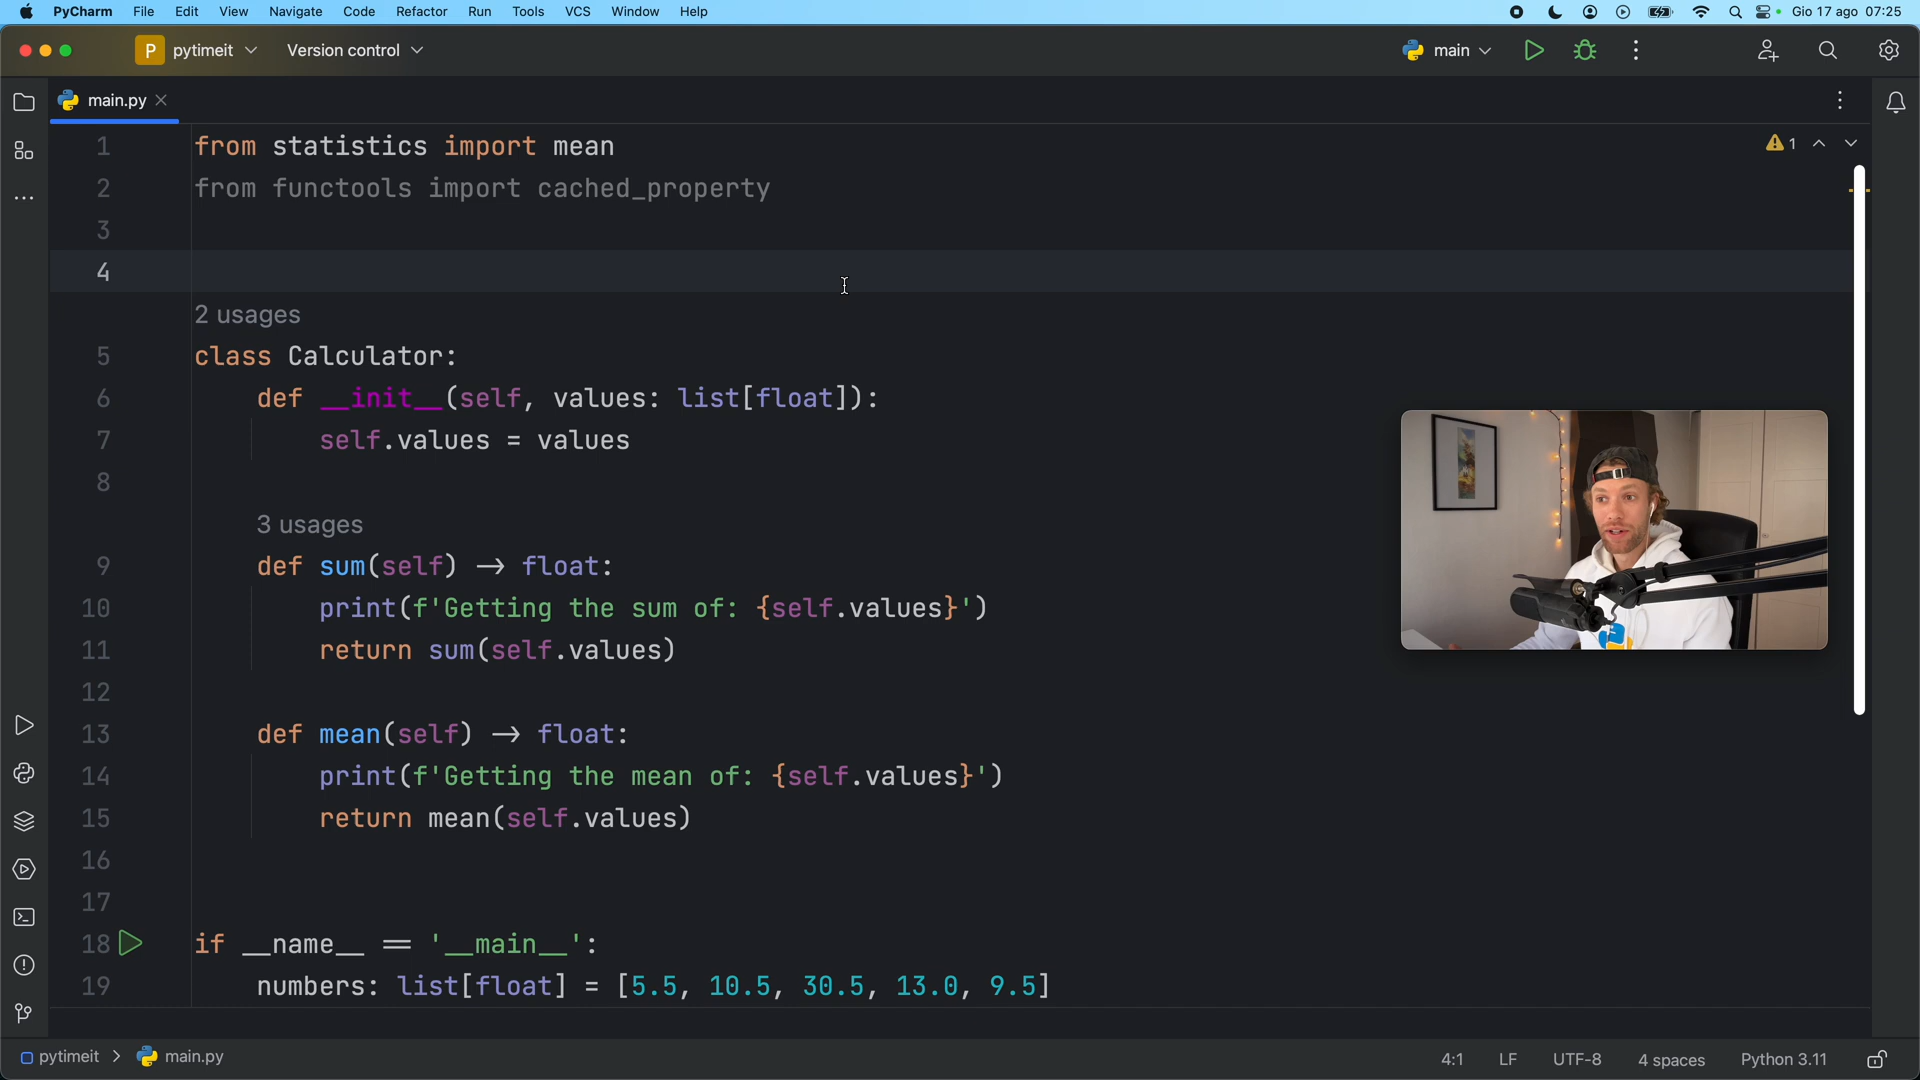 PyCharm File Edit View Navigate Code Refactor Run Tools VCS Window Help Gio 17 ago 07:25
P pytimeit Version control main
main.py
1 from statistics import mean
1
2 from functools import cached_property
3
4
2 usages
5 class Calculator:
6 def __init__(self, values: list[float]):
7 self.values = values
8
3 usages
9 def sum(self) -> float:
10 print(f'Getting the sum of: {self.values}')
11 return sum(self.values)
12
13 def mean(self) -> float:
14 print(f'Getting the mean of: {self.values}')
15 return mean(self.values)
16
17
18 if __name__ == '__main__':
19 numbers: list[float] = [5.5, 10.5, 30.5, 13.0, 9.5]
pytimeit > main.py 4:1 LF UTF-8 4 spaces Python 3.11